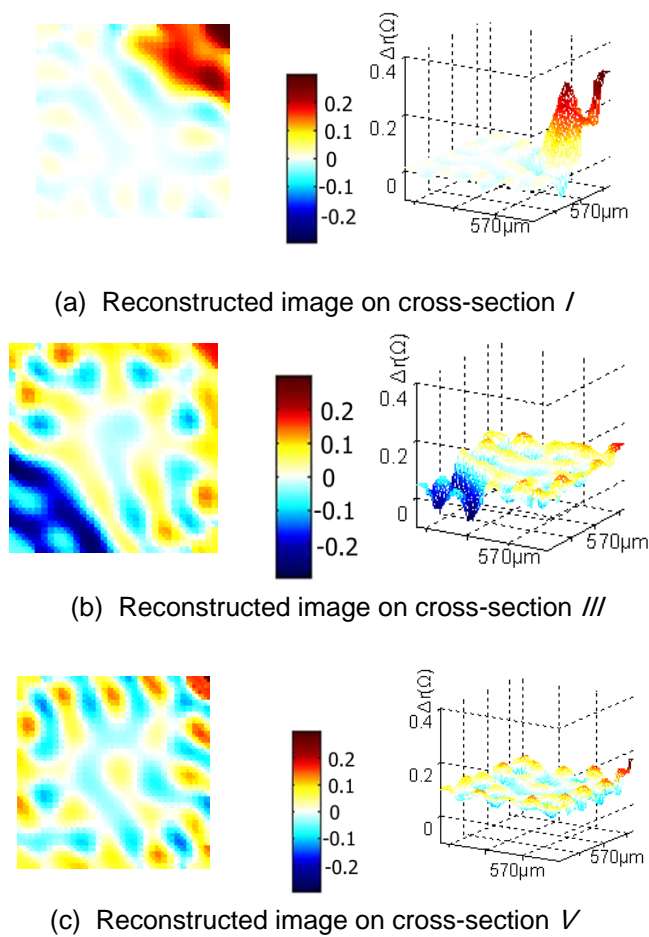 0.2
0.1
0
-0.1
-0.2
Δr(Ω)
0.4
0.2
0
570μm
570μm
(a) Reconstructed image on cross-section I
0.2
0.1
0
-0.1
-0.2
Δr(Ω)
0.4
0.2
0
570μm
570μm
(b) Reconstructed image on cross-section III
0.2
0.1
0
-0.1
-0.2
Δr(Ω)
0.4
0.2
0
570μm
570μm
(c) Reconstructed image on cross-section V